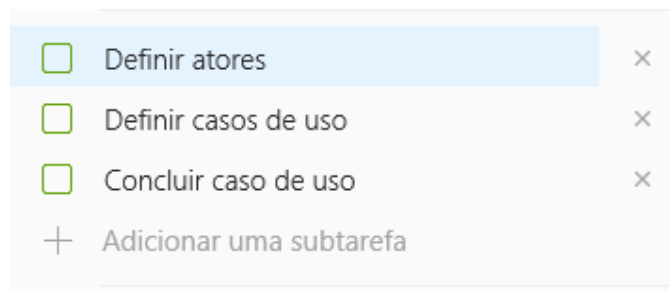 Definir atores
Definir casos de uso
Concluir caso de uso
Adicionar uma subtarefa